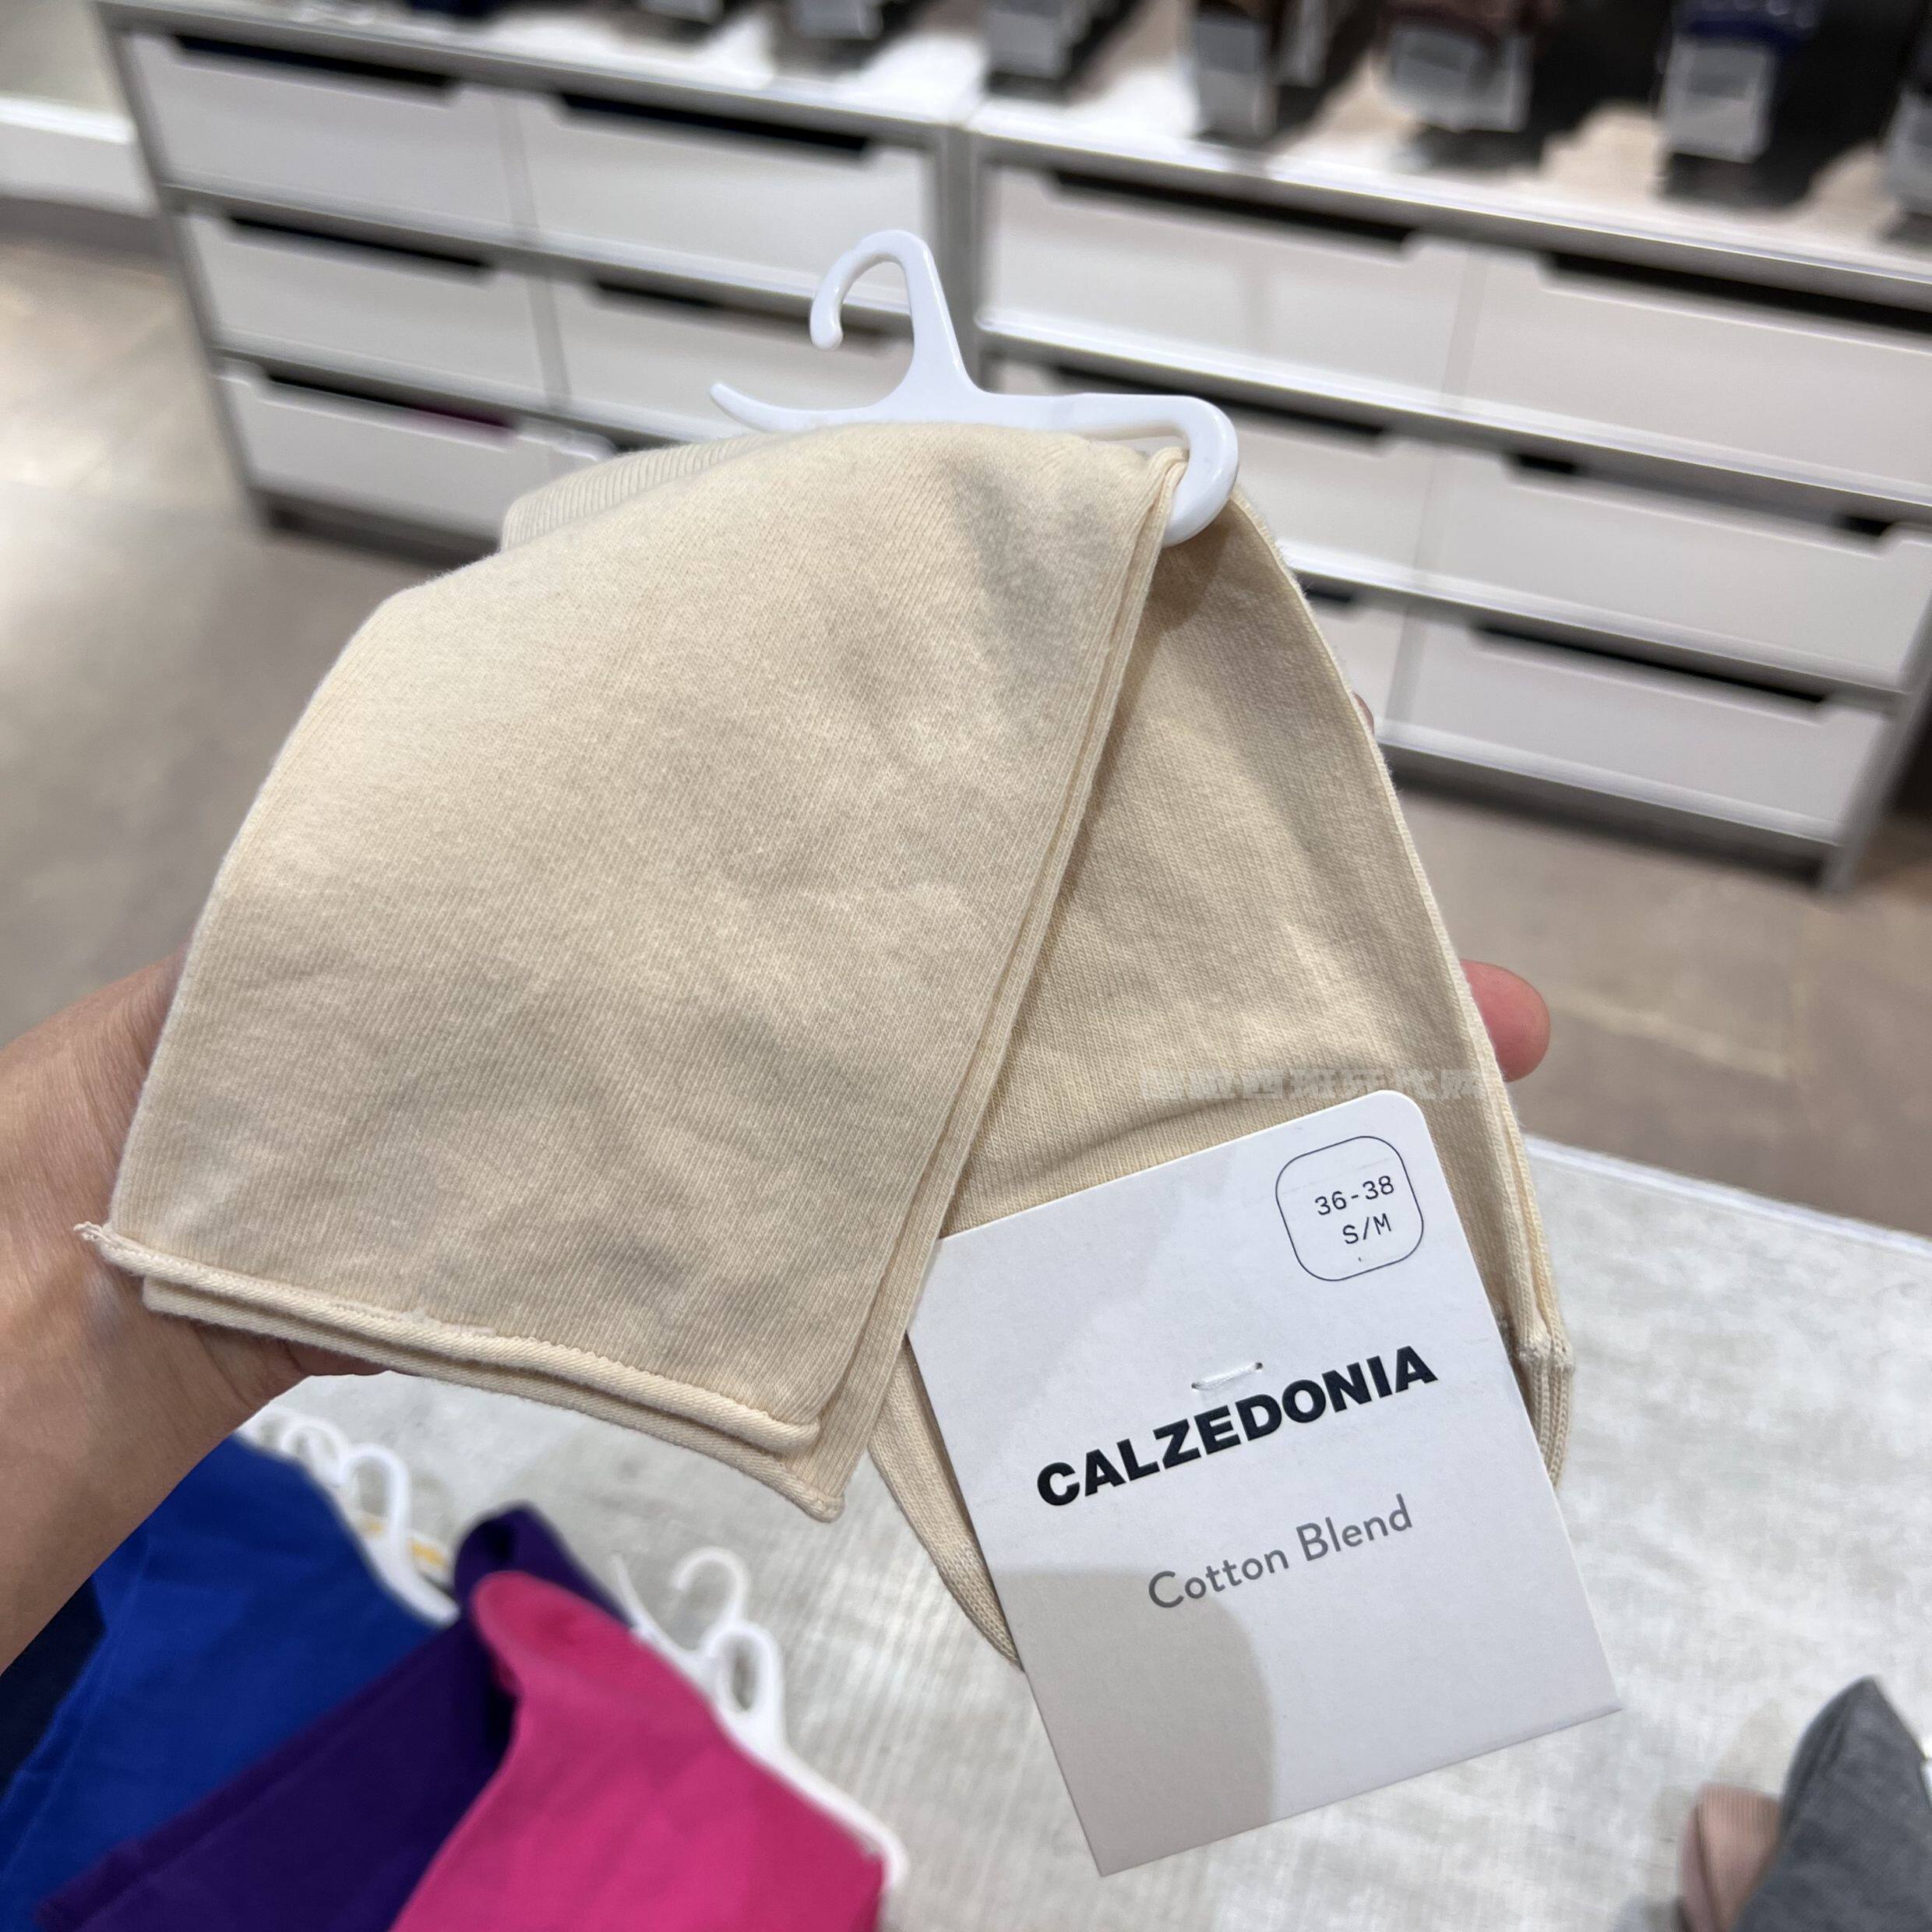 36-38
S/M
CALZEDONIA
Cotton Blend